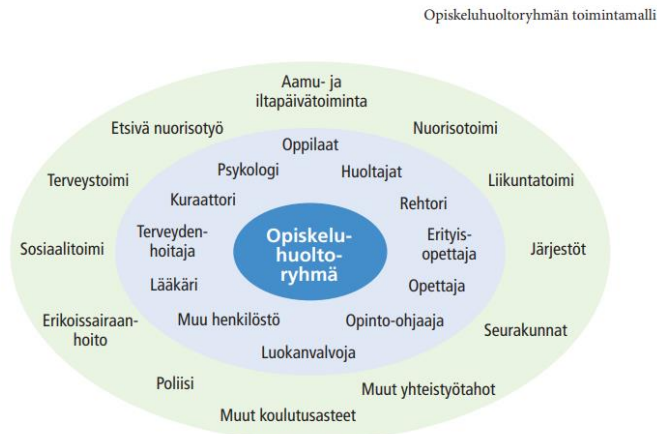 Opiskeluhuoltoryhmän toimintamalli
Aamu- ja
iltapäivätoiminta
Etsivä nuorisotyö
Nuorisotoimi
Oppilaat
Psykologi
Huoltajat
Terveystoimi
Liikuntatoimi
Kuraattori
Rehtori
Terveyden-
hoitaja
Opiskelu-
huolto-
ryhmä
Erityis-
opettaja
Sosiaalitoimi
Järjestöt
Lääkäri
Opettaja
Erikoissairaan-
hoito
Muu henkilöstö
Opinto-ohjaaja
Seurakunnat
Luokanvalvoja
Poliisi
Muut yhteistyötahot
Muut koulutusasteet